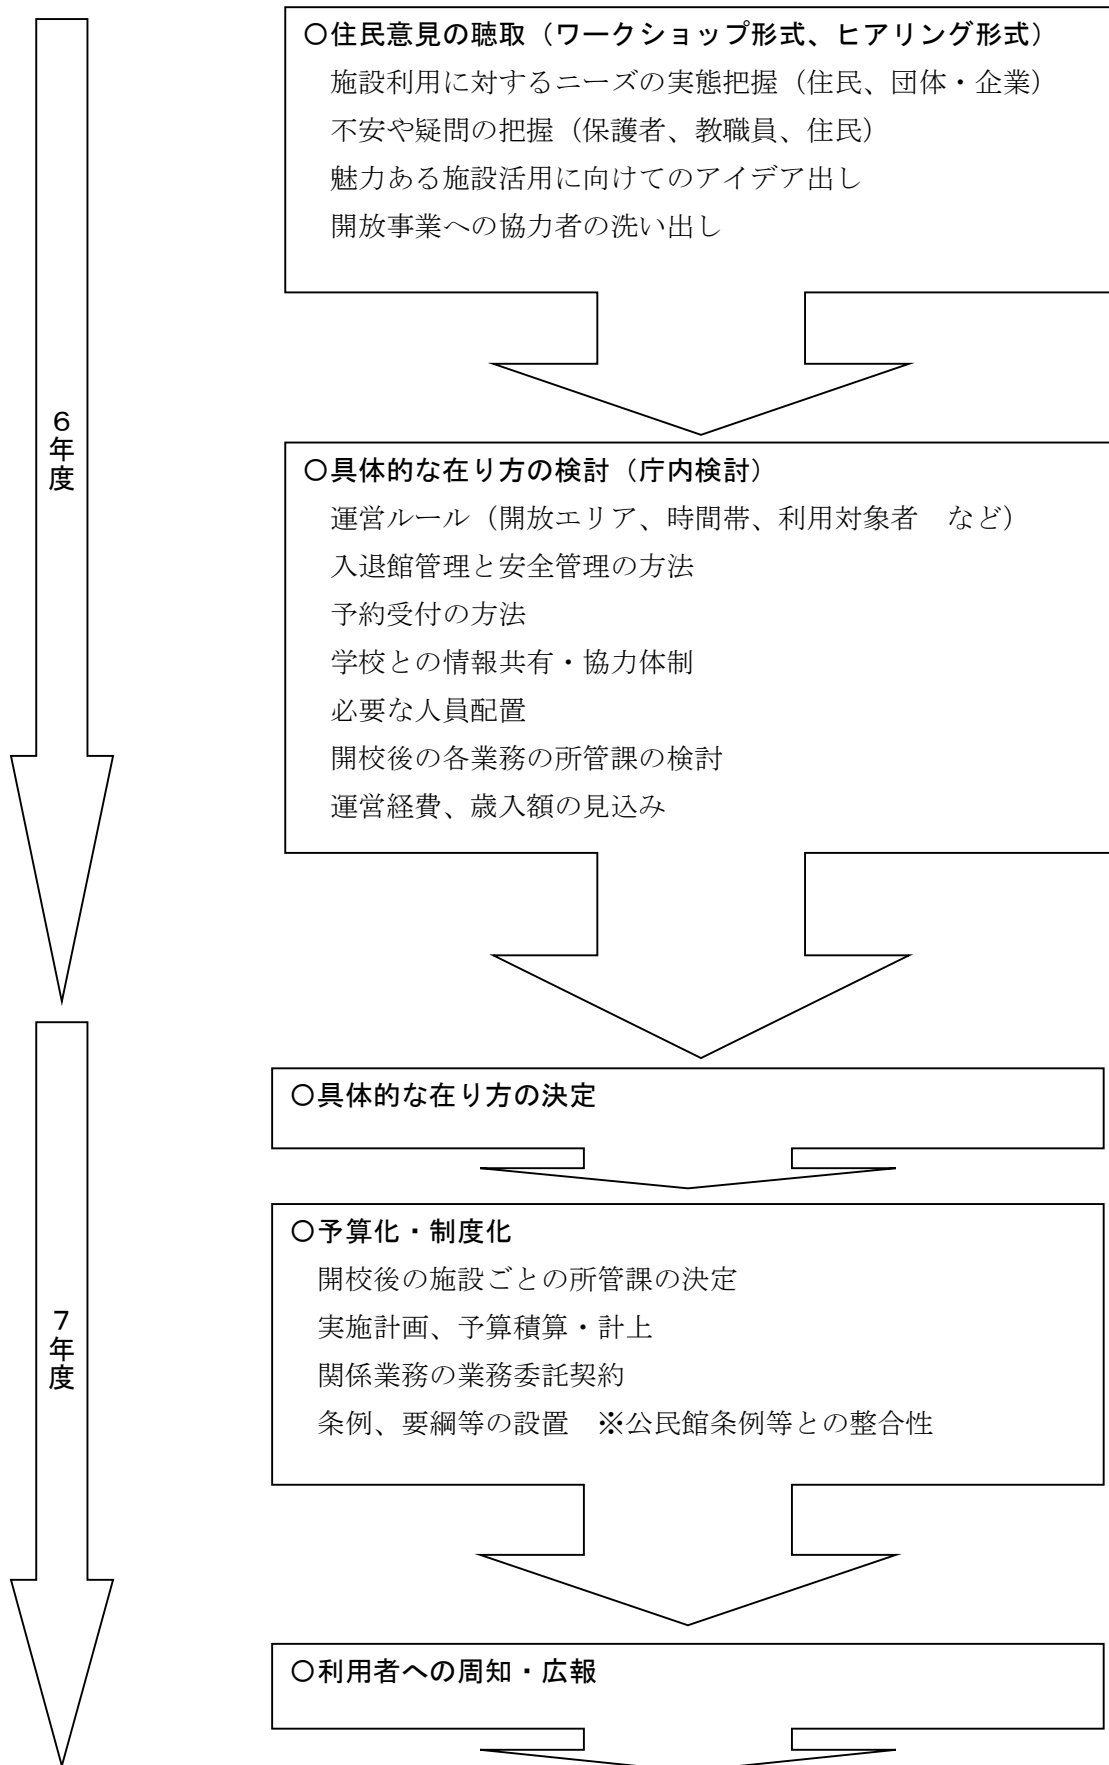 ６年度
〇住民意見の聴取（ワークショップ形式、ヒアリング形式）
施設利用に対するニーズの実態把握（住民、団体・企業）
不安や疑問の把握（保護者、教職員、住民）
魅力ある施設活用に向けてのアイデア出し
開放事業への協力者の洗い出し
〇具体的な在り方の検討（庁内検討）
運営ルール（開放エリア、時間帯、利用対象者　など）
入退館管理と安全管理の方法
予約受付の方法
学校との情報共有・協力体制
必要な人員配置
開校後の各業務の所管課の検討
運営経費、歳入額の見込み
７年度
〇具体的な在り方の決定
〇予算化・制度化
開校後の施設ごとの所管課の決定
実施計画、予算積算・計上
関係業務の業務委託契約
条例、要綱等の設置　※公民館条例等との整合性
〇利用者への周知・広報